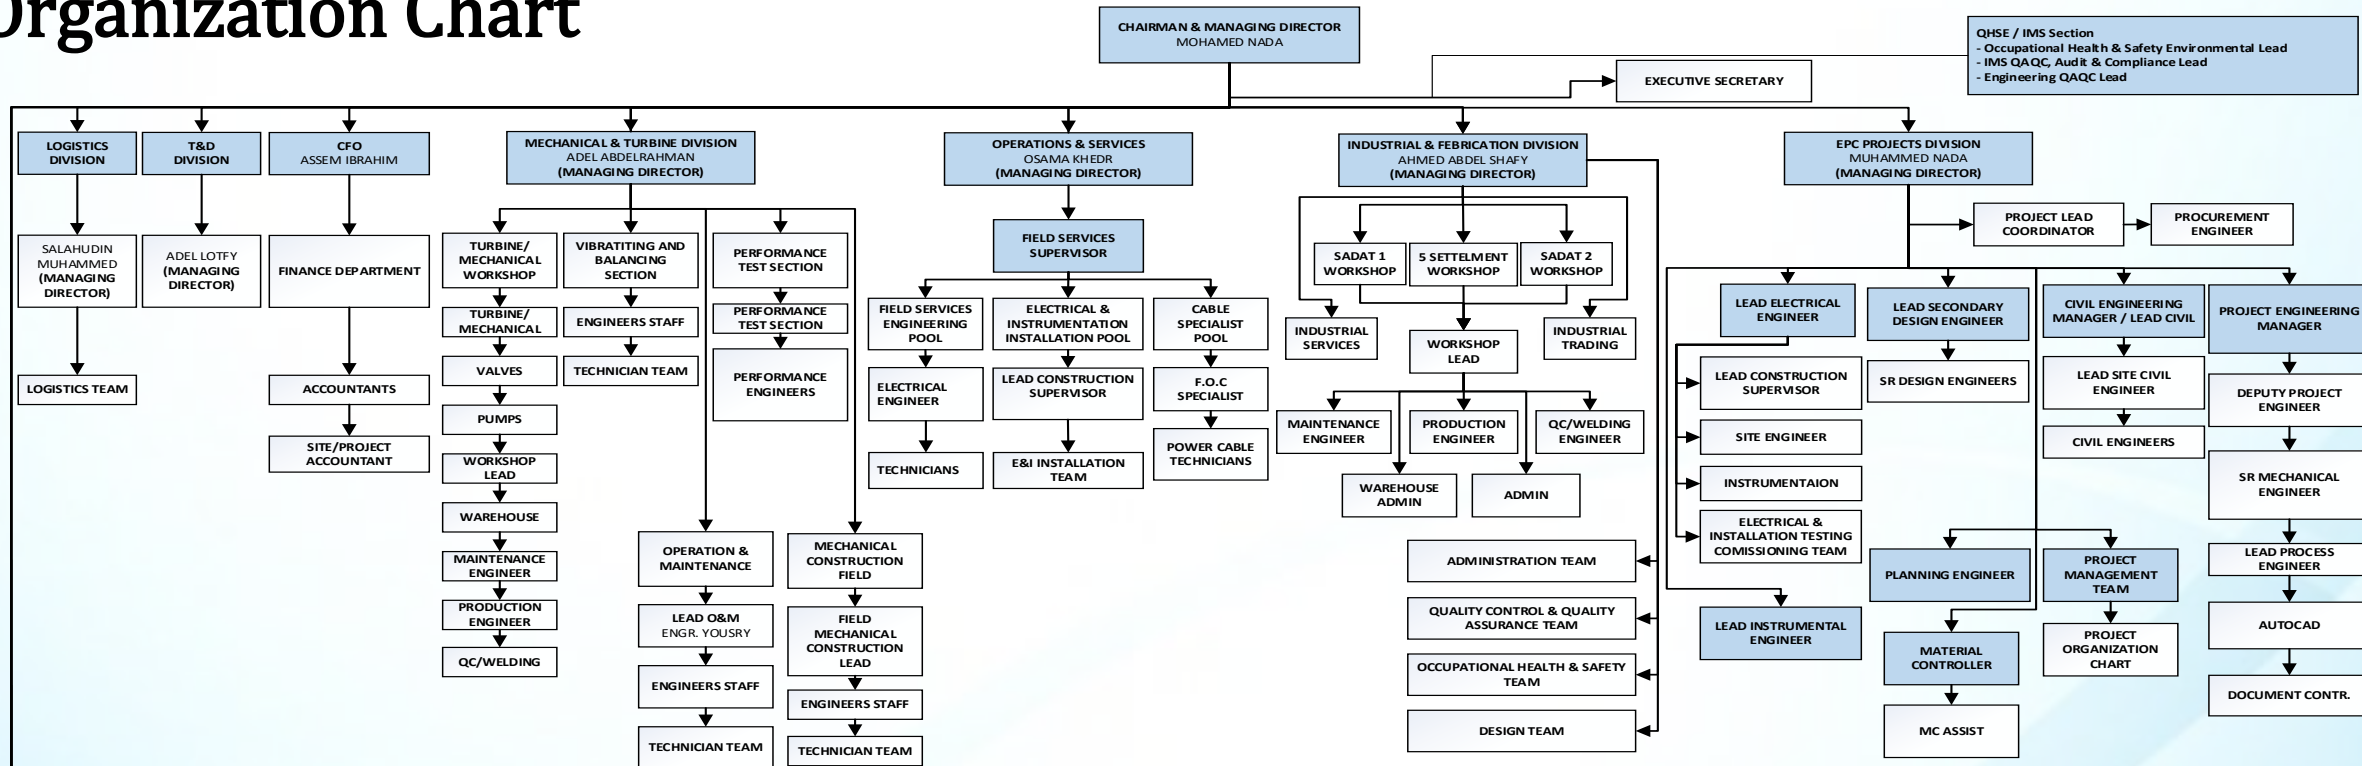 Organization Chart
CHAIRMAN & MANAGING DIRECTOR
MOHAMED NADA
QHSE / IMS Section
- Occupational Health & Safety Environmental Lead
- IMS QAQC, Audit & Compliance Lead
- Engineering QAQC Lead
EXECUTIVE SECRETARY
LOGISTICS
DIVISION
SALAHUDIN
MUHAMMED
(MANAGING
DIRECTOR)
LOGISTICS TEAM
T&D
DIVISION
ADEL LOTFY
(MANAGING
DIRECTOR)
CFO
ASSEM IBRAHIM
FINANCE DEPARTMENT
ACCOUNTANTS
SITE/PROJECT
ACCOUNTANT
MECHANICAL & TURBINE DIVISION
ADEL ABDELRAHMAN
(MANAGING DIRECTOR)
TURBINE/
MECHANICAL
WORKSHOP
TURBINE/
MECHANICAL
VALVES
PUMPS
WORKSHOP
LEAD
WAREHOUSE
MAINTENANCE
ENGINEER
PRODUCTION
ENGINEER
QC/WELDING
VIBRATITING AND
BALANCING
SECTION
ENGINEERS STAFF
TECHNICIAN TEAM
PERFORMANCE
TEST SECTION
PERFORMANCE
TEST SECTION
PERFORMANCE
ENGINEERS
OPERATION &
MAINTENANCE
LEAD O&M
ENGR. YOUSRY
ENGINEERS STAFF
TECHNICIAN TEAM
MECHANICAL
CONSTRUCTION
FIELD
FIELD
MECHANICAL
CONSTRUCTION
LEAD
ENGINEERS STAFF
TECHNICIAN TEAM
OPERATIONS & SERVICES
OSAMA KHEDR
(MANAGING DIRECTOR)
FIELD SERVICES
SUPERVISOR
FIELD SERVICES
ENGINEERING
POOL
ELECTRICAL
ENGINEER
TECHNICIANS
ELECTRICAL &
INSTRUMENTATION
INSTALLATION POOL
LEAD CONSTRUCTION
SUPERVISOR
E&I INSTALLATION
TEAM
CABLE
SPECIALIST
POOL
F.O.C
SPECIALIST
POWER CABLE
TECHNICIANS
INDUSTRIAL & FEBRICATION DIVISION
AHMED ABDEL SHAFY
(MANAGING DIRECTOR)
SADAT 1
WORKSHOP
5 SETTELMENT
WORKSHOP
SADAT 2
WORKSHOP
INDUSTRIAL
SERVICES
WORKSHOP
LEAD
INDUSTRIAL
TRADING
MAINTENANCE
ENGINEER
PRODUCTION
ENGINEER
QC/WELDING
ENGINEER
WAREHOUSE
ADMIN
ADMIN
ADMINISTRATION TEAM
QUALITY CONTROL & QUALITY
ASSURANCE TEAM
OCCUPATIONAL HEALTH & SAFETY
TEAM
DESIGN TEAM
EPC PROJECTS DIVISION
MUHAMMED NADA
(MANAGING DIRECTOR)
PROJECT LEAD
COORDINATOR
PROCUREMENT
ENGINEER
LEAD ELECTRICAL
ENGINEER
LEAD CONSTRUCTION
SUPERVISOR
SITE ENGINEER
INSTRUMENTAION
ELECTRICAL &
INSTALLATION TESTING
COMISSIONING TEAM
LEAD INSTRUMENTAL
ENGINEER
LEAD SECONDARY
DESIGN ENGINEER
SR DESIGN ENGINEERS
CIVIL ENGINEERING
MANAGER / LEAD CIVIL
LEAD SITE CIVIL
ENGINEER
CIVIL ENGINEERS
PLANNING ENGINEER
PROJECT
MANAGEMENT
TEAM
PROJECT
ORGANIZATION
CHART
MATERIAL
CONTROLLER
MC ASSIST
PROJECT ENGINEERING
MANAGER
DEPUTY PROJECT
ENGINEER
SR MECHANICAL
ENGINEER
LEAD PROCESS
ENGINEER
AUTOCAD
DOCUMENT CONTR.